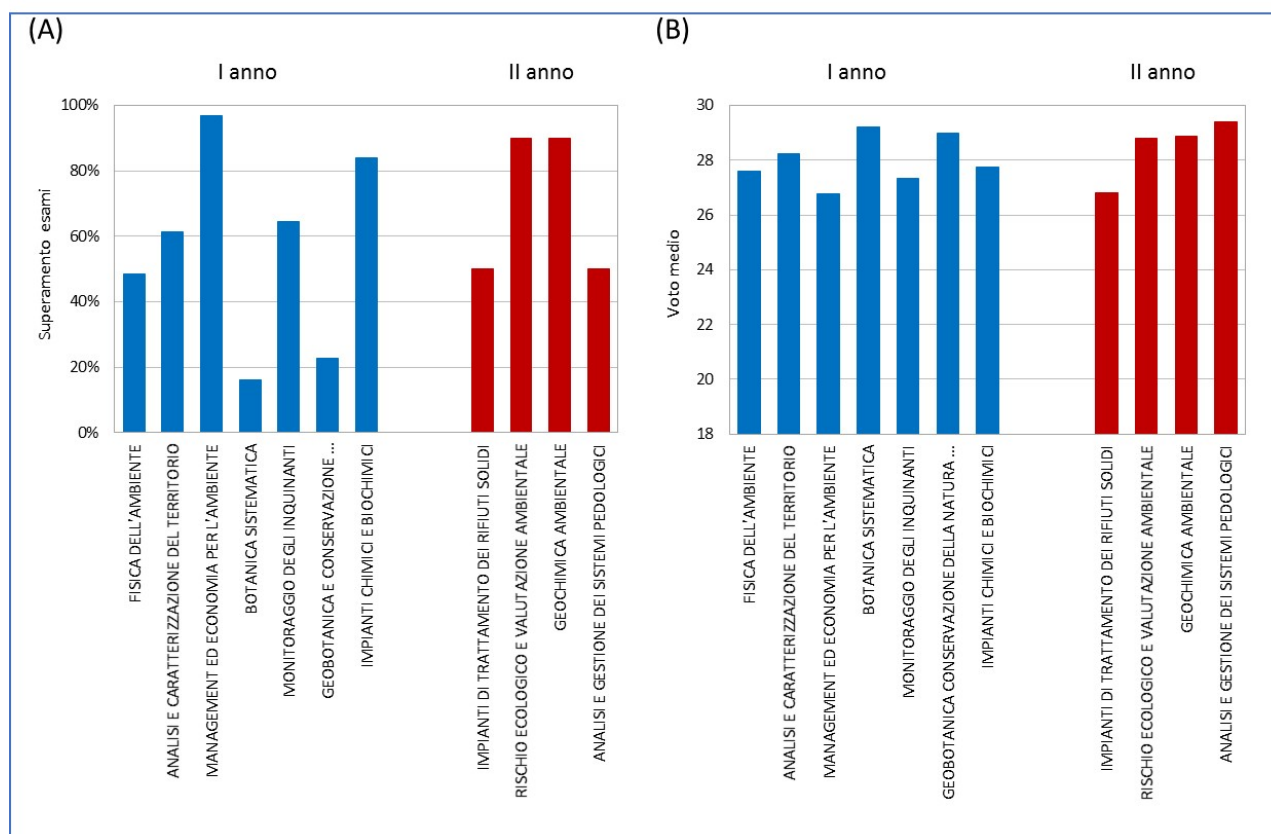 (A)
I anno
II anno
Superamento esami
100%
80%
60%
40%
20%
0%
FISICA DELL'AMBIENTE
ANALISI E CARATTERIZZAZIONE DEL TERRITORIO
MANAGEMENT ED ECONOMIA PER L'AMBIENTE
BOTANICA SISTEMATICA
MONITORAGGIO DEGLI INQUINANTI
GEOBOTANICA E CONSERVAZIONE ...
IMPIANTI CHIMICI E BIOCHIMICI
IMPIANTI DI TRATTAMENTO DEI RIFIUTI SOLIDI
RISCHIO ECOLOGICO E VALUTAZIONE AMBIENTALE
GEOCHIMICA AMBIENTALE
ANALISI E GESTIONE DEI SISTEMI PEDOLOGICI
(B)
I anno
II anno
Voto medio
30
28
26
24
22
20
18
FISICA DELL'AMBIENTE
ANALISI E CARATTERIZZAZIONE DEL TERRITORIO
MANAGEMENT ED ECONOMIA PER L'AMBIENTE
BOTANICA SISTEMATICA
MONITORAGGIO DEGLI INQUINANTI
GEOBOTANICA CONSERVAZIONE DELLA NATURA ...
IMPIANTI CHIMICI E BIOCHIMICI
IMPIANTI DI TRATTAMENTO DEI RIFIUTI SOLIDI
RISCHIO ECOLOGICO E VALUTAZIONE AMBIENTALE
GEOCHIMICA AMBIENTALE
ANALISI E GESTIONE DEI SISTEMI PEDOLOGICI